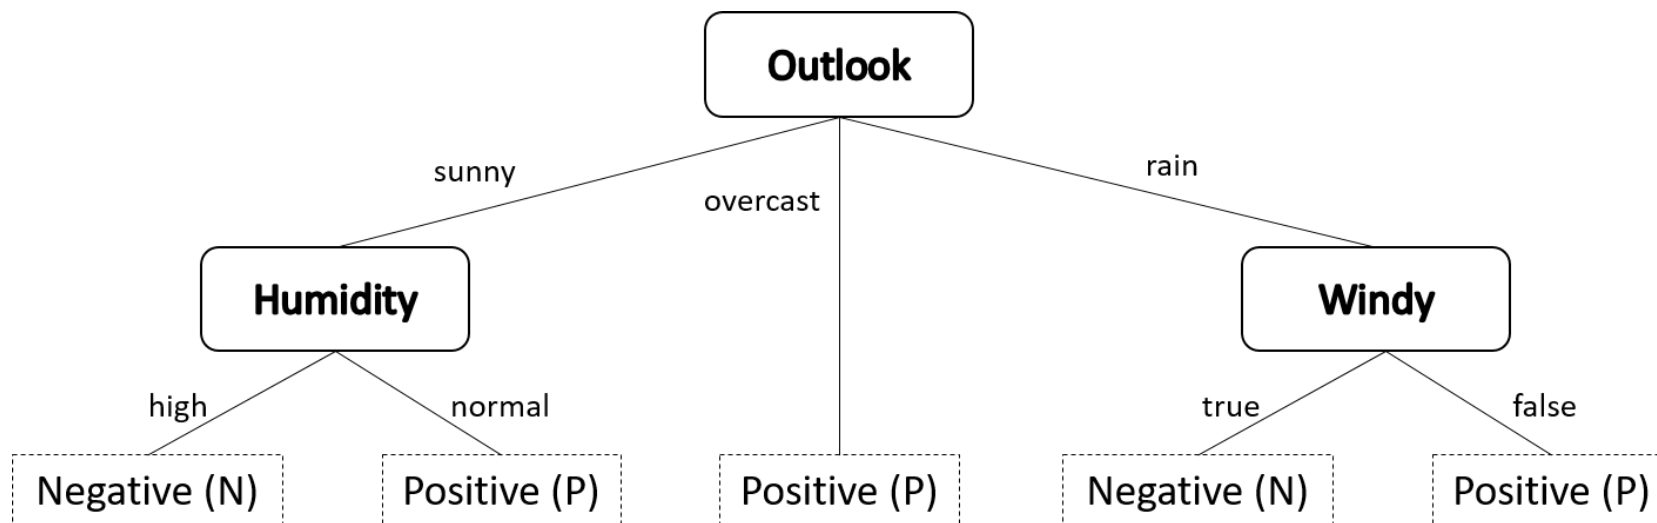 Outlook
sunny
overcast
rain
Humidity
Windy
high
normal
true
false
Negative (N)
Positive (P)
Positive (P)
Negative (N)
Positive (P)